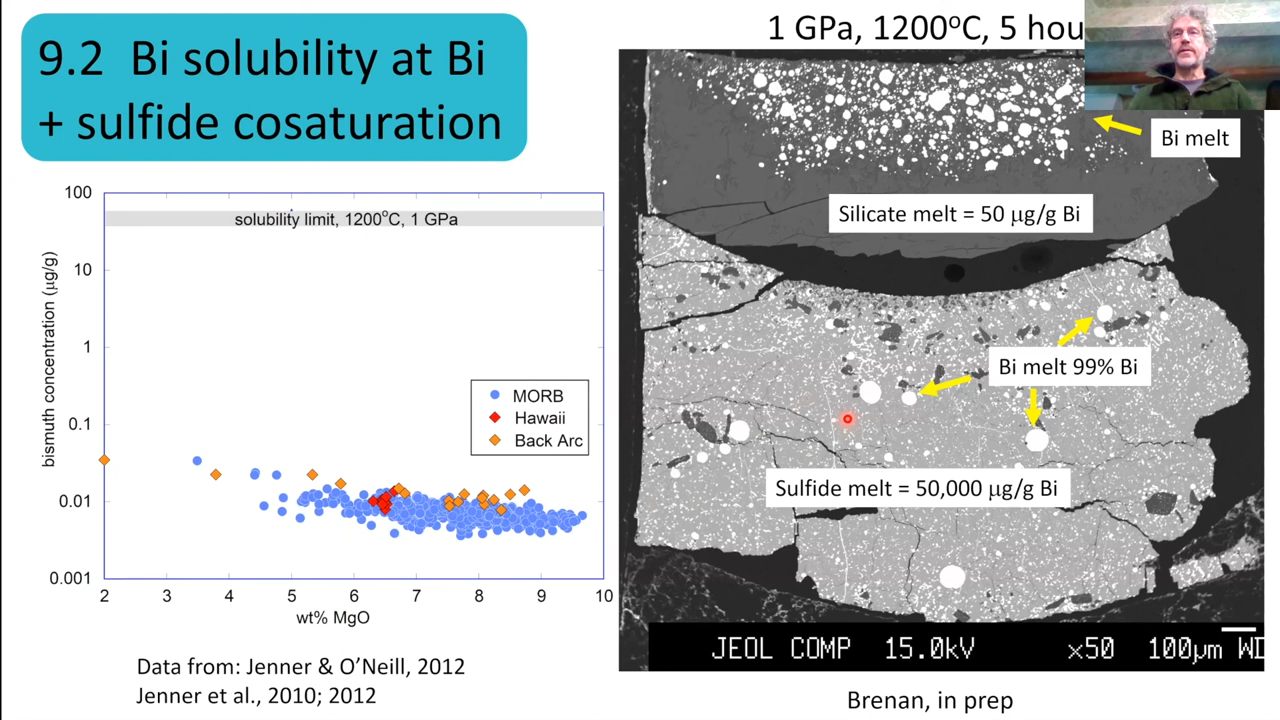 9.2 Bi solubility at Bi
+ sulfide cosaturation
1 GPa, 1200°C, 5 hou
Bi melt
Silicate melt = 50 μg/g Bi
Bi melt 99% Bi
Sulfide melt = 50,000 μg/g Bi
JEOL COMP 15.0kV x50 100μm WD
Brenan, in prep
100
10
1
0.1
0.01
0.001
bismuth concentration (μg/g)
solubility limit, 1200°C, 1 GPa
MORB
Hawaii
Back Arc
2 3 4 5 6 7 8 9 10
wt% MgO
Data from: Jenner & O’Neill, 2012
Jenner et al., 2010; 2012